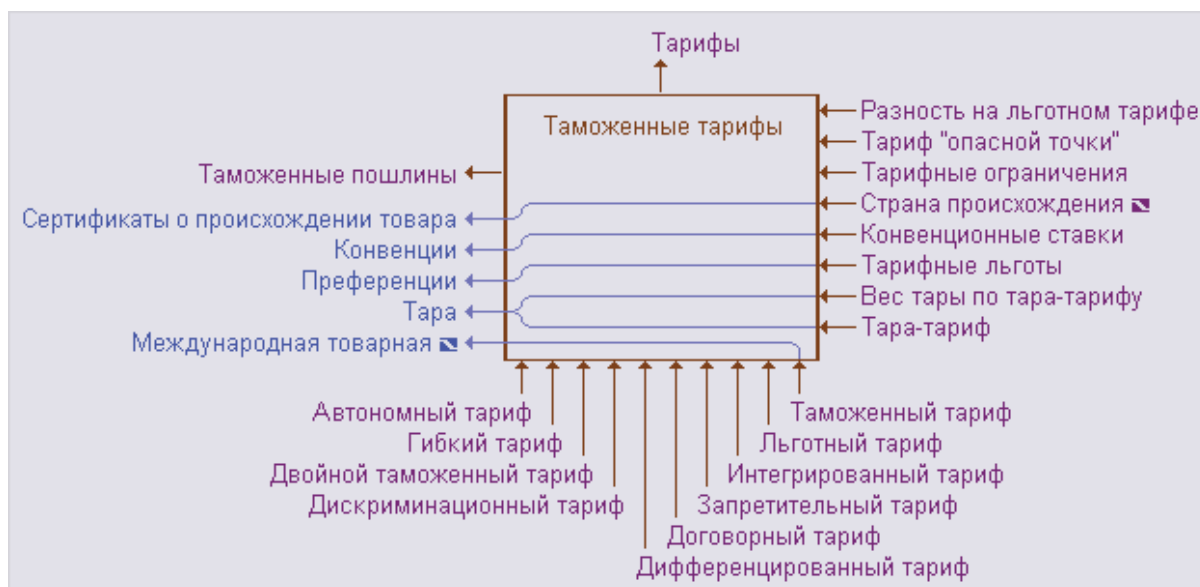 Тарифы
Таможенные тарифы
Разность на льготном тарифе
Тариф "опасной точки"
Таможенные пошлины
Тарифные ограничения
Страна происхождения
Сертификаты о происхождении товара
Конвенционные ставки
Конвенции
Тарифные льготы
Преференции
Вес тары по тара-тарифу
Тара
Тара-тариф
Международная товарная
Автономный тариф
Таможенный тариф
Гибкий тариф
Льготный тариф
Двойной таможенный тариф
Интегрированный тариф
Дискриминационный тариф
Запретительный тариф
Договорный тариф
Дифференцированный тариф